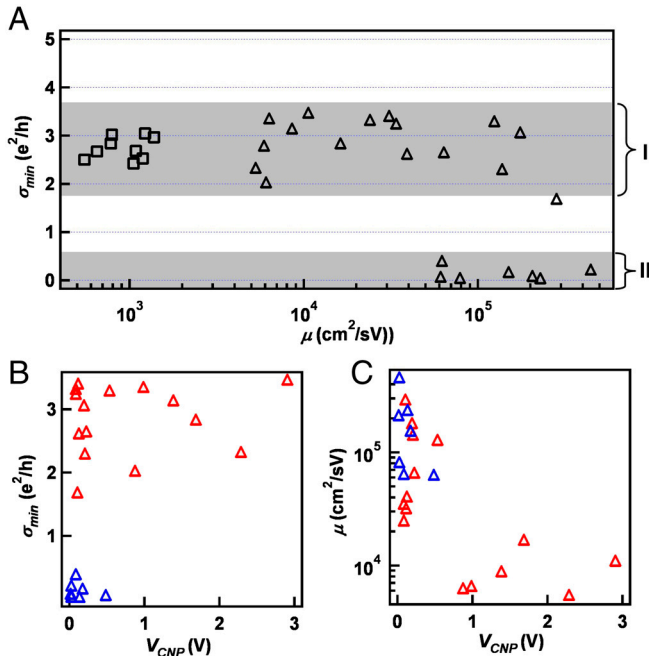 A
σmin (e²/h)
5
4
3
2
1
0
I
II
10³
10⁴
10⁵
μ (cm²/sV))
B
σmin (e²/h)
3
2
1
0
1
2
3
VCNP (V)
C
μ (cm²/sV)
10⁵
10⁴
0
1
2
3
VCNP (V)